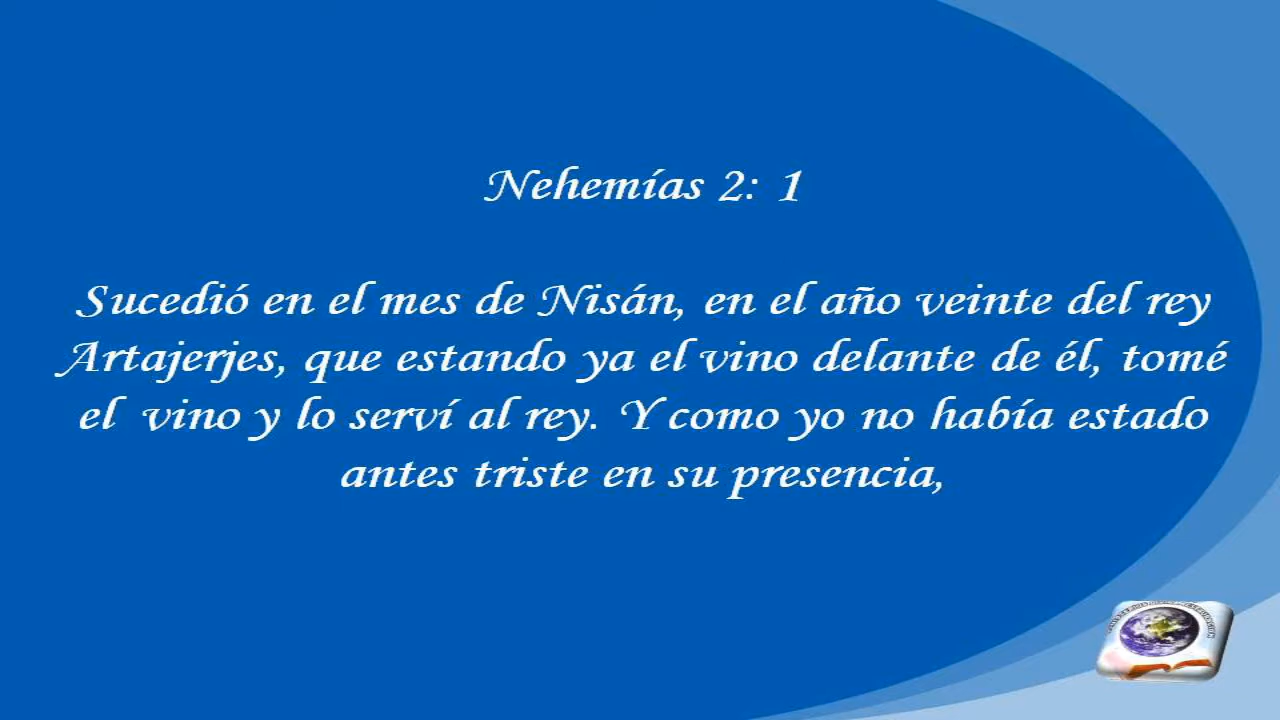 Nehemías 2: 1
Sucedió en el mes de Nisán, en el año veinte del rey
Artajerjes, que estando ya el vino delante de él, tomé
el vino y lo serví al rey. Y como yo no había estado
antes triste en su presencia,